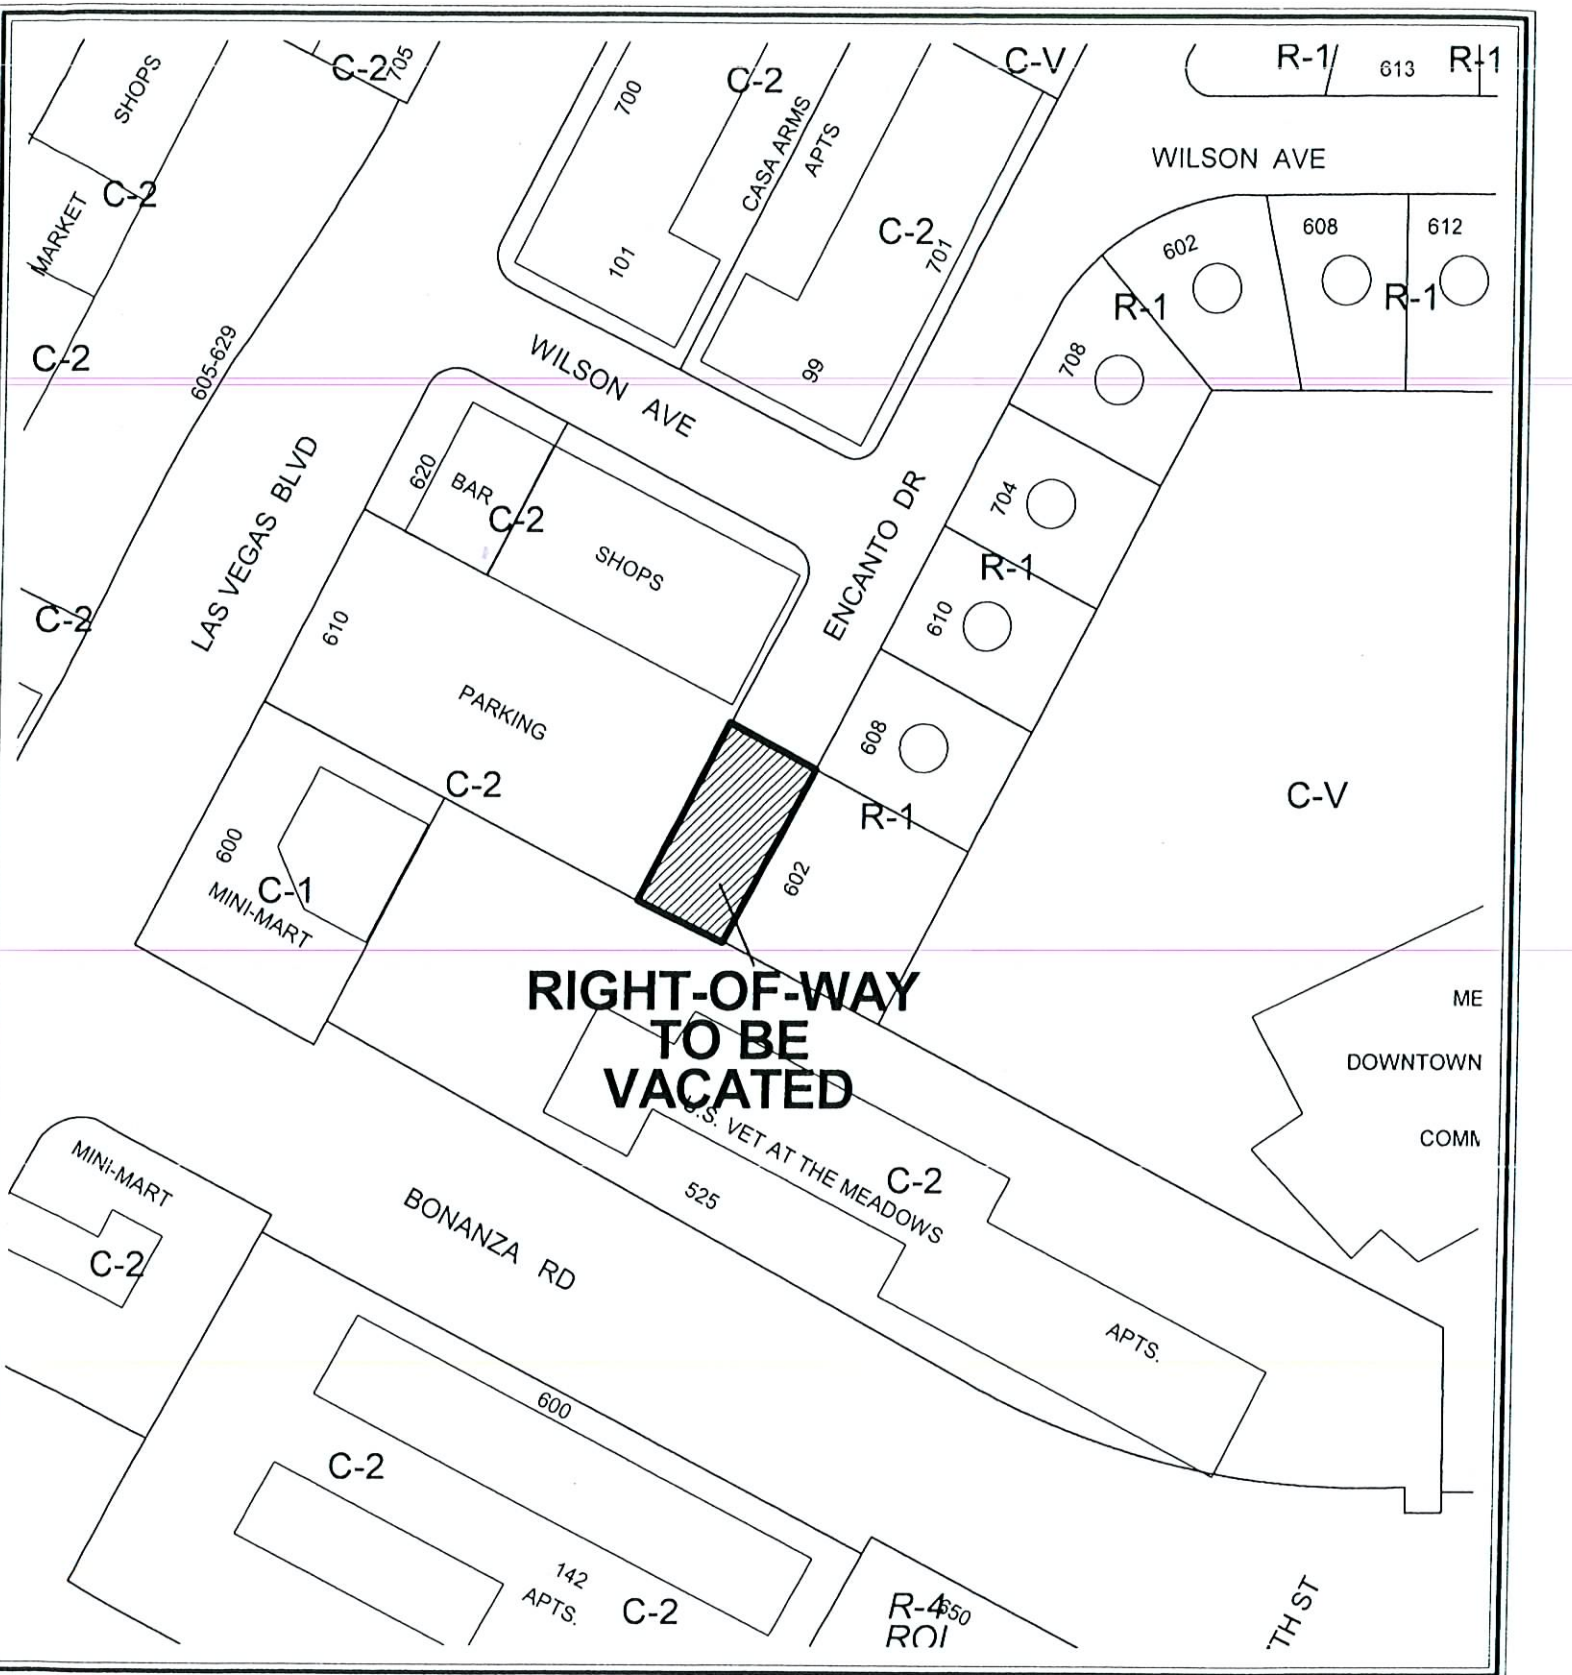 SHOPS
C-2
705
700
C-2
CASA ARMS
APTS
C-V
R-1
613
R-1
WILSON AVE
C-2
MARKET
101
C-2
701
602
608
612
R-1
R-1
C-2
605-629
WILSON AVE
99
708
620
BAR
C-2
SHOPS
LAS VEGAS BLVD
ENCANTO DR
704
R-1
C-2
610
610
PARKING
608
C-2
R-1
C-V
600
C-1
MINI-MART
602
RIGHT-OF-WAY
TO BE
VACATED
ME
DOWNTOWN
COMM
U.S. VET AT THE MEADOWS
C-2
525
MINI-MART
C-2
BONANZA RD
APTS.
600
C-2
142
APTS.
C-2
R-4
650
ROI
TH ST